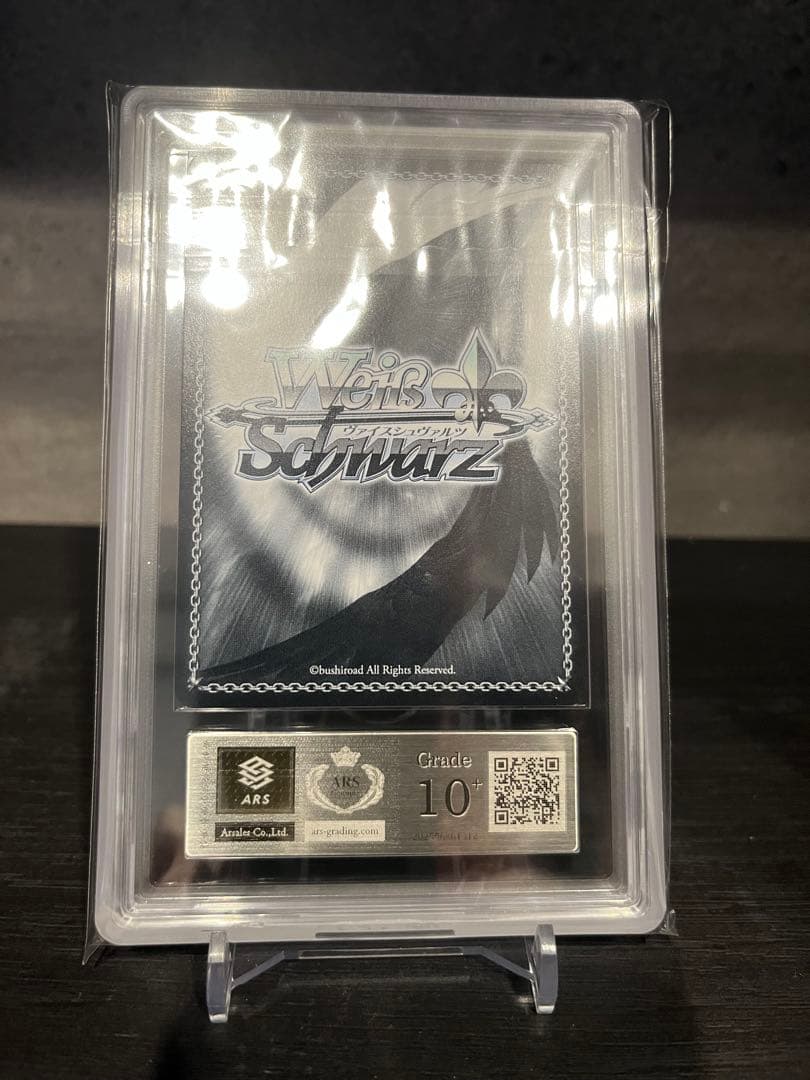 Weiß
ヴァイスシュヴァルツ
Schwarz
©bushiroad All Rights Reserved.
ARS
Arsales Co.,Ltd.
ARS
ars-grading.com
Grade
10+